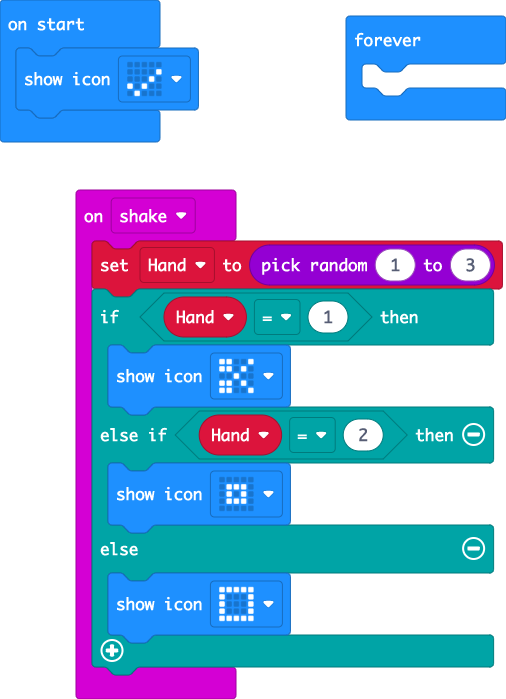 on start
show icon
forever
on shake
set Hand to pick random 1 to 3
if Hand = 1 then
show icon
else if Hand = 2 then
show icon
else
show icon